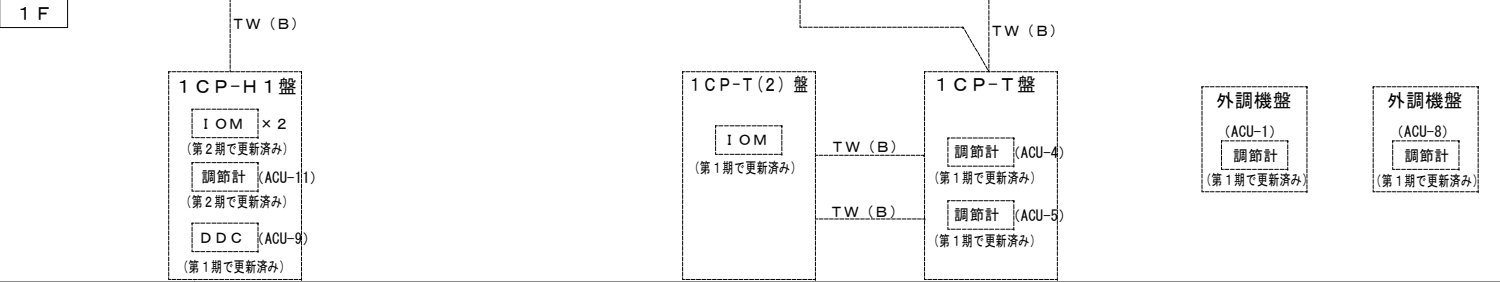 １Ｆ
ＴＷ（Ｂ）
１ＣＰ−Ｈ１盤
ＩＯＭ ×２
(第２期で更新済み)
調節計 (ACU−11)
(第２期で更新済み)
ＤＤＣ (ACU−9)
(第１期で更新済み)
１ＣＰ−Ｔ(２) 盤
ＩＯＭ
(第１期で更新済み)
ＴＷ（Ｂ）
ＴＷ（Ｂ）
ＴＷ（Ｂ）
１ＣＰ−Ｔ盤
調節計 (ACU−4)
(第１期で更新済み)
調節計 (ACU−5)
(第１期で更新済み)
外調機盤
(ACU−1)
調節計
(第１期で更新済み)
外調機盤
(ACU−8)
調節計
(第１期で更新済み)